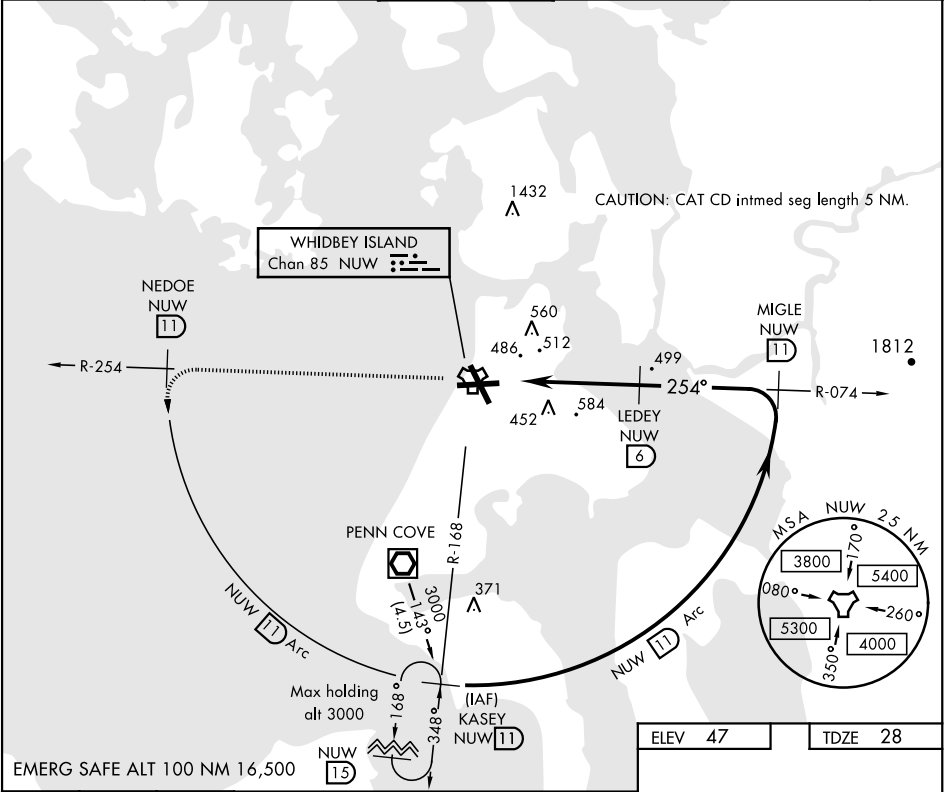 1432
CAUTION: CAT CD intmed seg length 5 NM.
WHIDBEY ISLAND
Chan 85 NUW
NEDOE
NUW
11
560
486
512
MIGLE
NUW
11
1812
499
R-254
254°
R-074
452
584
LEDEY
NUW
6
MSA NUW 25 NM
170°
3800
5400
080°
260°
5300
4000
350°
PENN COVE
R-168
371
3000
143°
(4.5)
NUW 11 Arc
NUW 11 Arc
Max holding
alt 3000
168°
348°
(IAF)
KASEY
NUW 11
NUW
15
EMERG SAFE ALT 100 NM 16,500
ELEV 47
TDZE 28